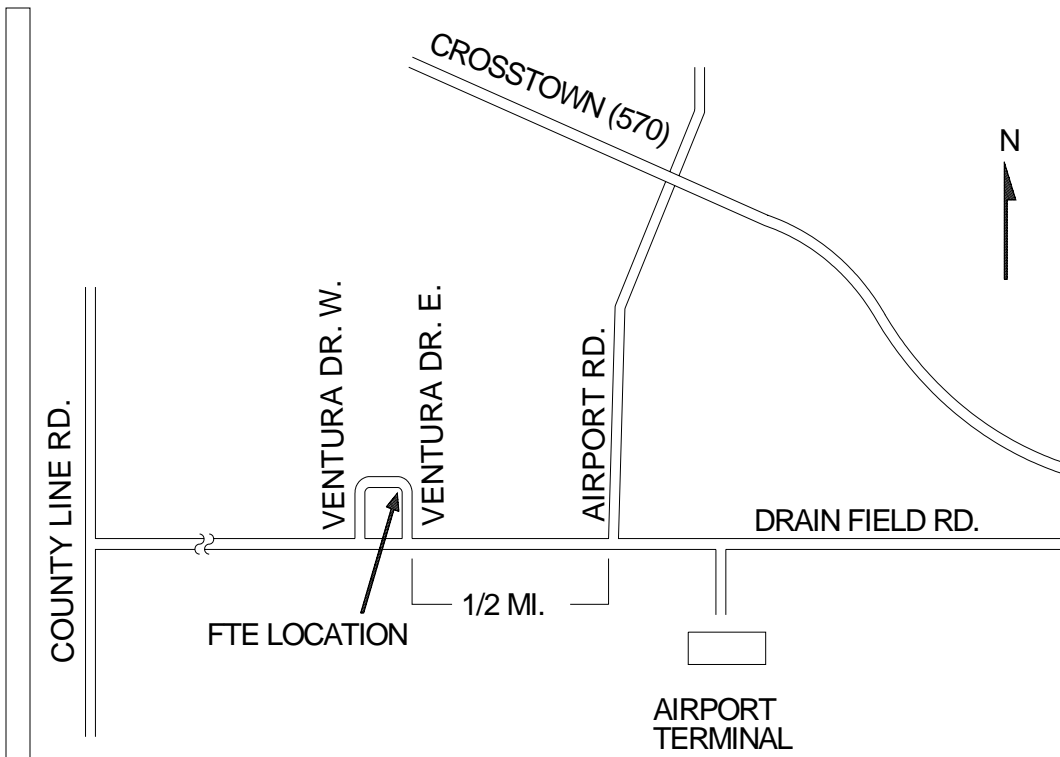 CROSSTOWN (570)
N
VENTURA DR. W.
VENTURA DR. E.
AIRPORT RD.
COUNTY LINE RD.
DRAIN FIELD RD.
1/2 MI.
FTE LOCATION
AIRPORT
TERMINAL